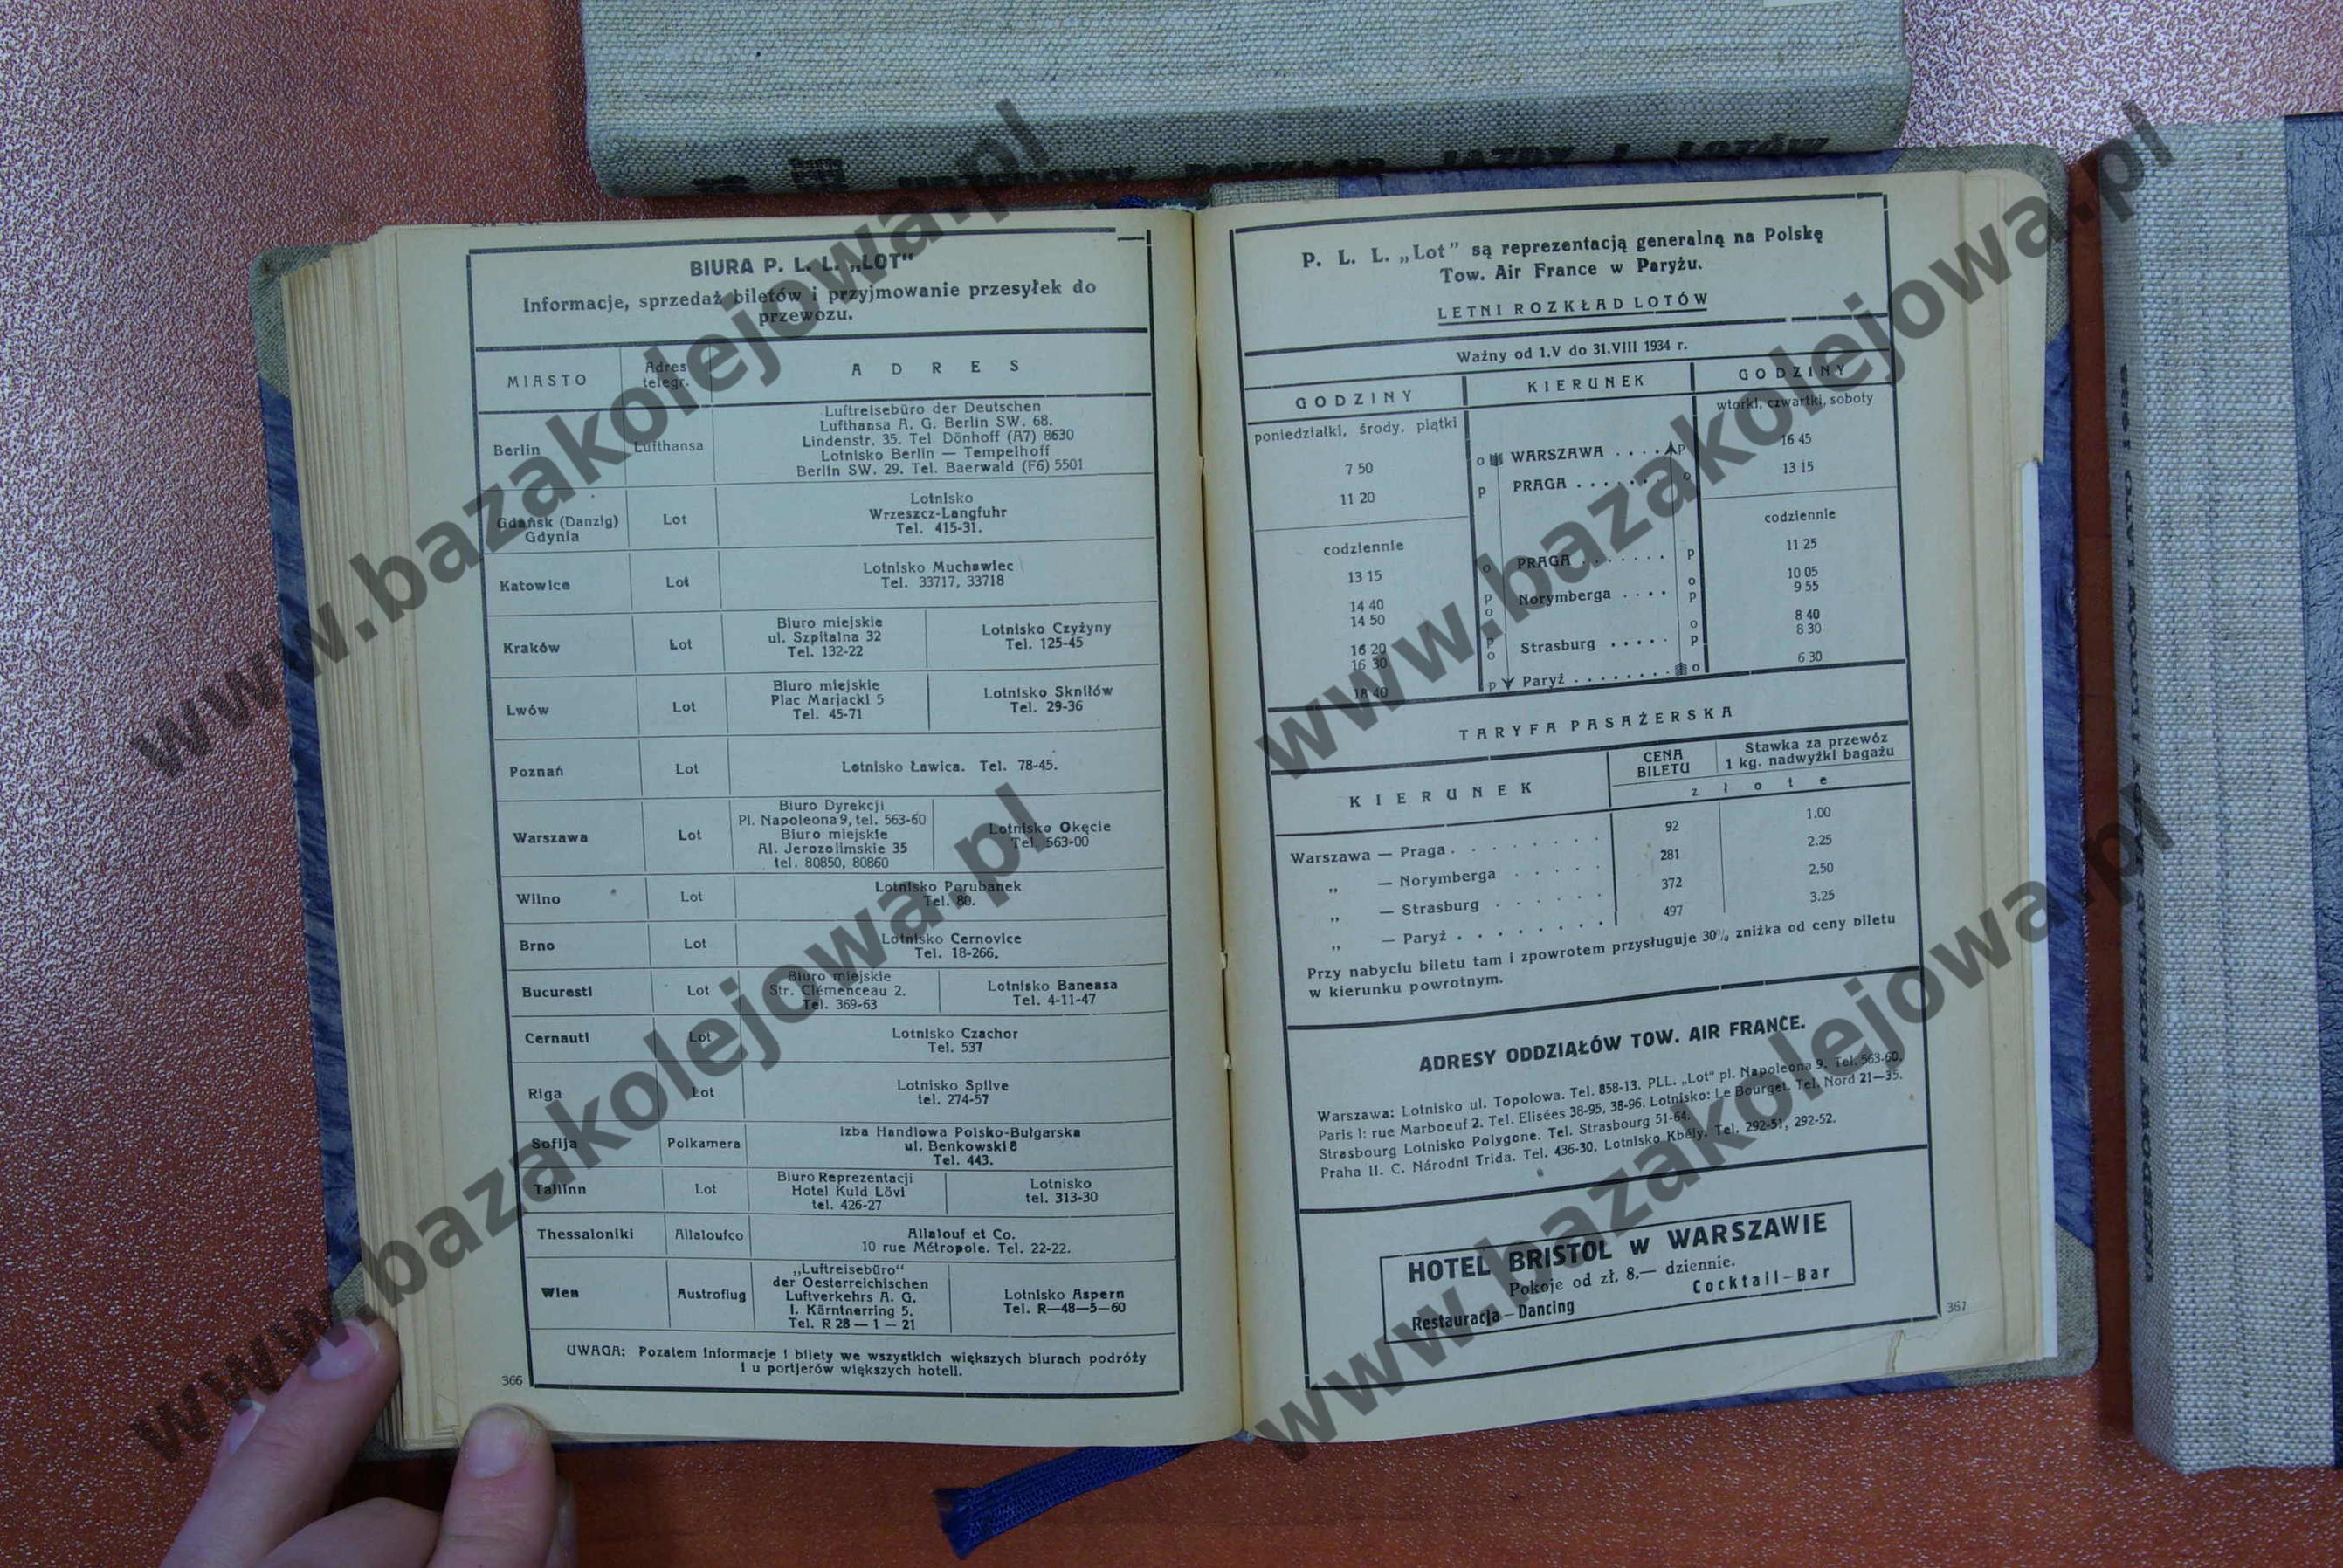 BIURA P. L. L. „LOT"
Informacje, sprzedaż biletów i przyjmowanie przesyłek do
przewozu.
MIASTO
Adres
telegr.
ADRES
Berlin
Lufthansa
Luftreisebüro der Deutschen
Lufthansa A. G. Berlin SW. 68.
Lindenstr. 35. Tel Dönhoff (A7) 8630
Lotnisko Berlin — Tempelhoff
Berlin SW. 29. Tel. Baerwald (F6) 5501
Gdańsk (Danzig)
Gdynia
Lot
Lotnisko
Wrzeszcz-Langfuhr
Tel. 415-31.
Katowice
Lot
Lotnisko Muchawiec
Tel. 33717, 33718
Kraków
Lot
Biuro miejskie
ul. Szpitalna 32
Tel. 132-22
Lotnisko Czyżyny
Tel. 125-45
Lwów
Lot
Biuro miejskie
Plac Marjacki 5
Tel. 45-71
Lotnisko Skniłów
Tel. 29-36
Poznań
Lot
Lotnisko Ławica. Tel. 78-45.
Warszawa
Lot
Biuro Dyrekcji
Pl. Napoleona 9, tel. 563-60
Biuro miejskie
Al. Jerozolimskie 35
tel. 80850, 80860
Lotnisko Okęcie
Tel. 563-00
Wilno
Lot
Lotnisko Porubanek
Tel. 80.
Brno
Lot
Lotnisko Cernovice
Tel. 18-266.
Bucuresti
Lot
Biuro miejskie
Str. Clémenceau 2.
Tel. 369-63
Lotnisko Baneasa
Tel. 4-11-47
Cernauti
Lot
Lotnisko Czachor
Tel. 537
Riga
Lot
Lotnisko Spilve
tel. 274-57
Sofija
Polkamera
Izba Handlowa Polsko-Bułgarska
ul. Benkowski 8
Tel. 443.
Tallinn
Lot
Biuro Reprezentacji
Hotel Kuld Lövi
tel. 426-27
Lotnisko
tel. 313-30
Thessaloniki
Allaloufco
Allalouf et Co.
10 rue Métropole. Tel. 22-22.
Wien
Austroflug
„Luftreisebüro"
der Oesterreichischen
Luftverkehrs A. G.
I. Kärntnerring 5.
Tel. R 28 — 1 — 21
Lotnisko Aspern
Tel. R—48—5—60
UWAGA: Pozatem informacje i bilety we wszystkich większych biurach podróży
i u portjerów większych hoteli.
366
P. L. L. „Lot" są reprezentacją generalną na Polskę
Tow. Air France w Paryżu.
LETNI ROZKŁAD LOTÓW
Ważny od 1.V do 31.VIII 1934 r.
GODZINY
KIERUNEK
GODZINY
poniedziałki, środy, piątki
wtorki, czwartki, soboty
7 50 o WARSZAWA . . . . p 16 45
11 20 p PRAGA . . . . . . . o 13 15
codziennie
codziennie
13 15 o PRAGA . . . . . . . p 11 25
14 40 p Norymberga . . . . o 10 05
14 50 o p 9 55
16 20 p Strasburg . . . . . o 8 40
16 30 o p 8 30
18 40 p Paryż . . . . . . . . o 6 30
TARYFA PASAŻERSKA
KIERUNEK
CENA
BILETU
Stawka za przewóz
1 kg. nadwyżki bagażu
złote
Warszawa — Praga . . . . . . . 92 1.00
„ — Norymberga . . . . . 281 2.25
„ — Strasburg . . . . . . 372 2.50
„ — Paryż . . . . . . . . 497 3.25
Przy nabyciu biletu tam i zpowrotem przysługuje 30% zniżka od ceny biletu
w kierunku powrotnym.
ADRESY ODDZIAŁÓW TOW. AIR FRANCE.
Warszawa: Lotnisko ul. Topolowa. Tel. 858-13. PLL. „Lot" pl. Napoleona 9. Tel. 563-60.
Paris I: rue Marboeuf 2. Tel. Elisées 38-95, 38-96. Lotnisko: Le Bourget. Tel. Nord 21—35.
Strasbourg Lotnisko Polygone. Tel. Strasbourg 51-64.
Praha II. C. Národni Trida. Tel. 436-30. Lotnisko Kbely. Tel. 292-51, 292-52.
HOTEL BRISTOL w WARSZAWIE
Pokoje od zł. 8.— dziennie.
Restauracja – Dancing
Cocktail – Bar
367
www.bazakolejowa.pl
www.bazakolejowa.pl
www.bazakolejowa.pl
www.bazakolejowa.pl